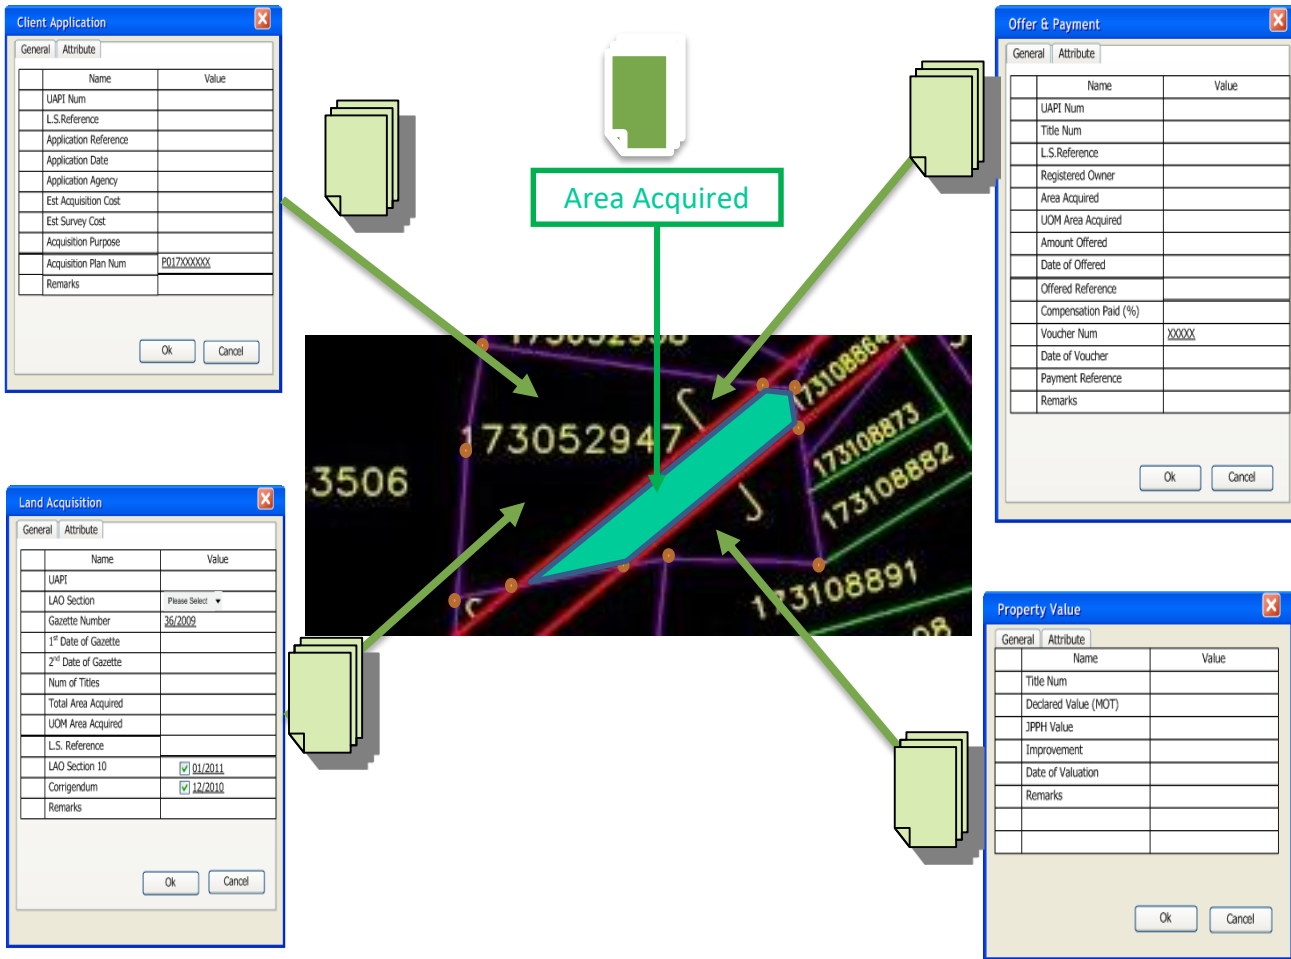 Client Application
General Attribute
Name Value
UAPI Num
L.S.Reference
Application Reference
Application Date
Application Agency
Est Acquisition Cost
Est Survey Cost
Acquisition Purpose
Acquisition Plan Num P017XXXXXX
Remarks
Ok Cancel
Area Acquired
Offer & Payment
General Attribute
Name Value
UAPI Num
Title Num
L.S.Reference
Registered Owner
Area Acquired
UOM Area Acquired
Amount Offered
Date of Offered
Offered Reference
Compensation Paid (%)
Voucher Num XXXXX
Date of Voucher
Payment Reference
Remarks
Ok Cancel
173108864
173052947
173108873
3506
173108882
173108891
08
Land Acquisition
General Attribute
Name Value
UAPI
LAO Section Please Select
Gazette Number 36/2009
1st Date of Gazette
2nd Date of Gazette
Num of Titles
Total Area Acquired
UOM Area Acquired
L.S. Reference
LAO Section 10 01/2011
Corrigendum 12/2010
Remarks
Ok Cancel
Property Value
General Attribute
Name Value
Title Num
Declared Value (MOT)
JPPH Value
Improvement
Date of Valuation
Remarks
Ok Cancel